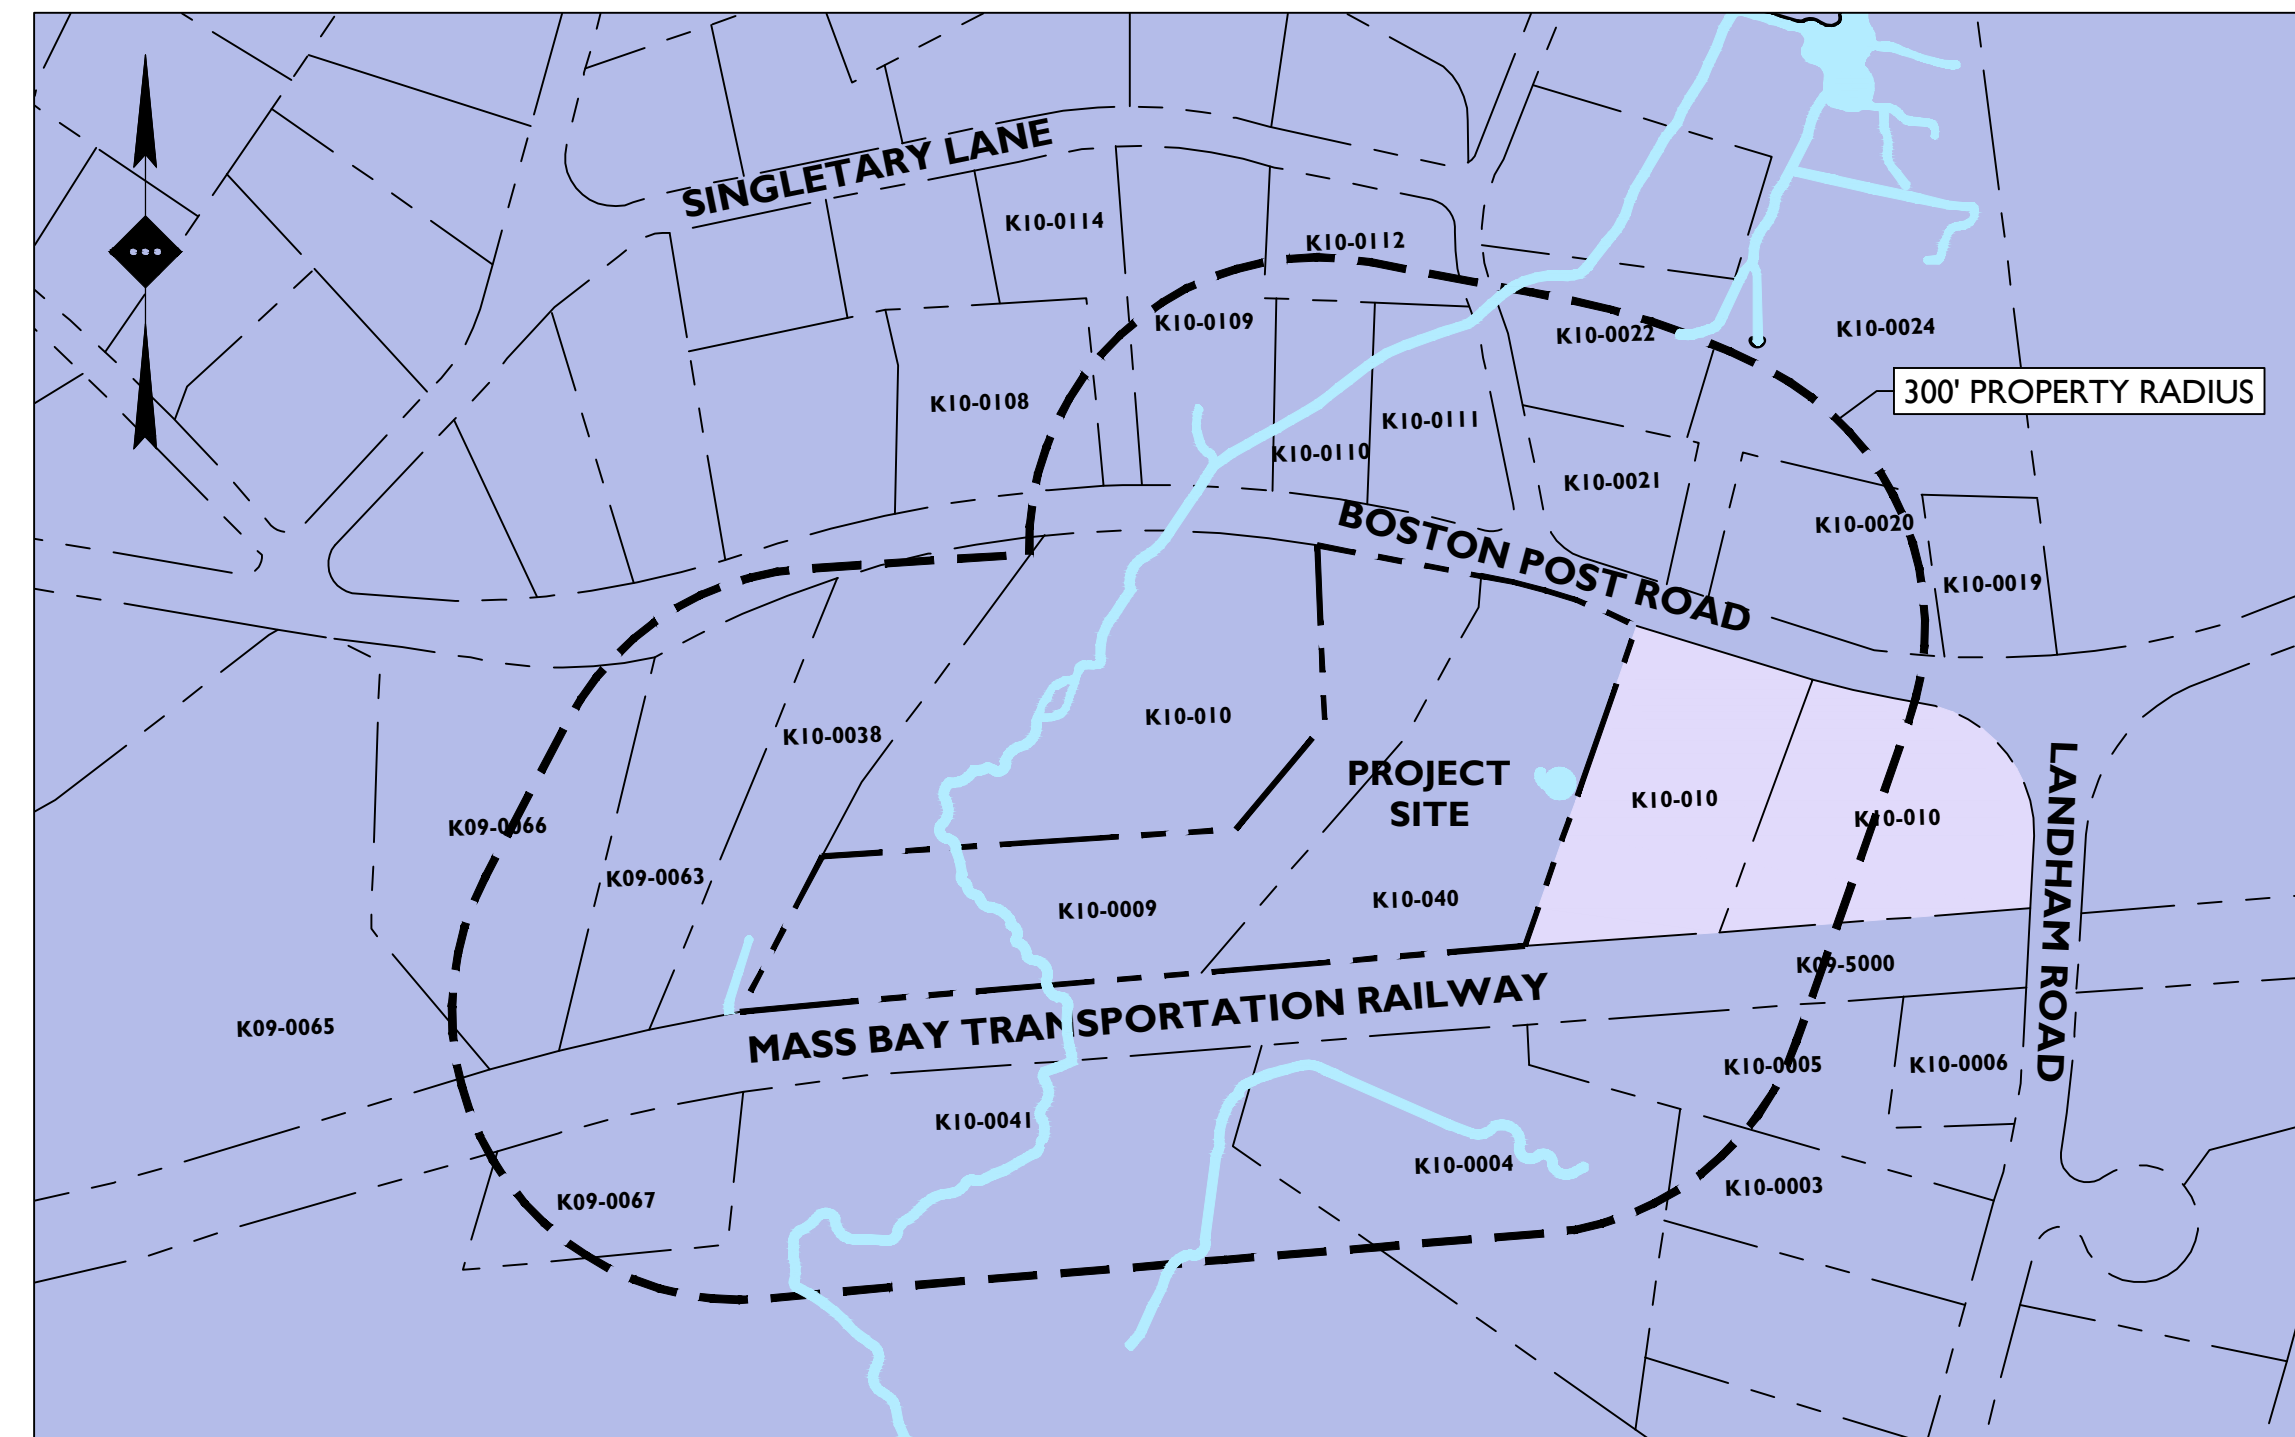 SINGLETARY LANE
K10-0114
K10-0112
K10-0109
K10-0022
K10-0024
300' PROPERTY RADIUS
K10-0108
K10-0111
K10-0110
K10-0021
BOSTON POST ROAD
K10-0020
K10-0019
K10-010
K10-0038
PROJECT
SITE
K10-010
K10-010
LANDHAM ROAD
K09-0066
K09-0063
K10-0009
K10-040
K09-5000
K09-0065
MASS BAY TRANSPORTATION RAILWAY
K10-0005
K10-0006
K10-0041
K10-0004
K10-0003
K09-0067